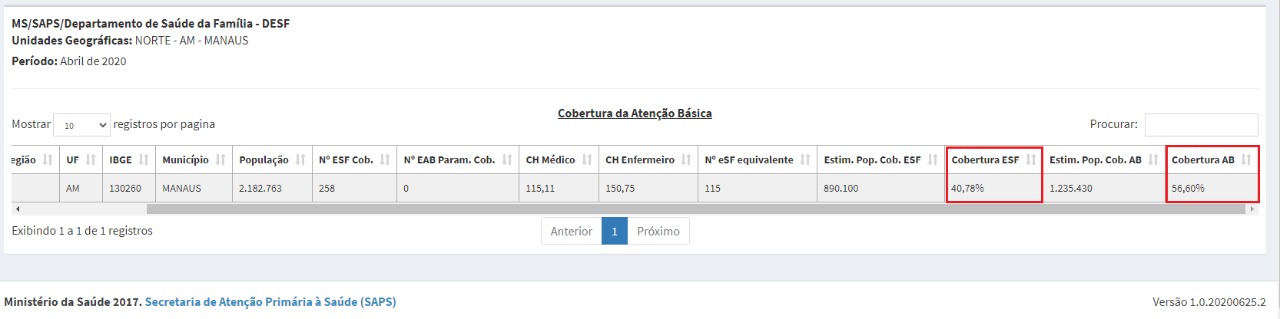 MS/SAPS/Departamento de Saúde da Família - DESF
Unidades Geográficas: NORTE - AM - MANAUS
Período: Abril de 2020
Cobertura da Atenção Básica
Mostrar 10 registros por pagina Procurar:
egião UF IBGE Município População Nº ESF Cob. Nº EAB Param. Cob. CH Médico CH Enfermeiro Nº eSF equivalente Estim. Pop. Cob. ESF Cobertura ESF Estim. Pop. Cob. AB Cobertura AB
AM 130260 MANAUS 2.182.763 258 0 115,11 150,75 115 890.100 40,78% 1.235.430 56,60%
Exibindo 1 a 1 de 1 registros Anterior 1 Próximo
Ministério da Saúde 2017. Secretaria de Atenção Primária à Saúde (SAPS) Versão 1.0.20200625.2